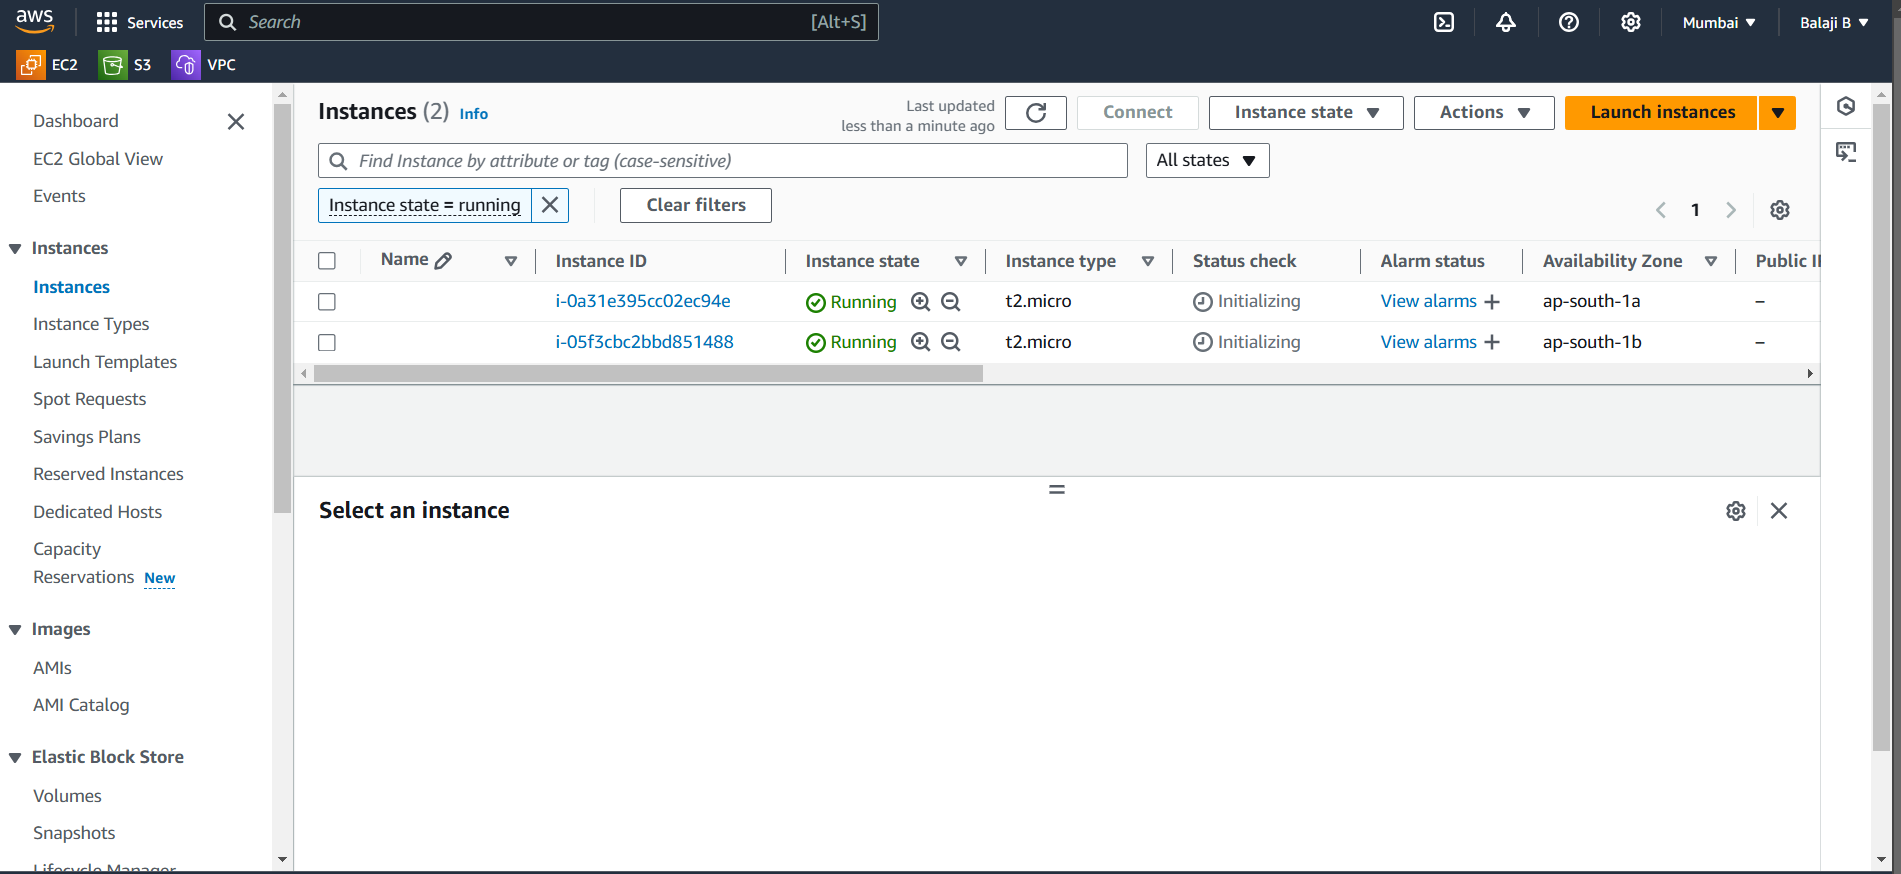 aws
Services
Search
[Alt+S]
Mumbai
Balaji B
EC2
S3
VPC
Dashboard
EC2 Global View
Events
Instances
Instances
Instance Types
Launch Templates
Spot Requests
Savings Plans
Reserved Instances
Dedicated Hosts
Capacity
Reservations New
Images
AMIs
AMI Catalog
Elastic Block Store
Volumes
Snapshots
Lifecycle Manager
Instances (2) Info
Last updated
less than a minute ago
Connect
Instance state
Actions
Launch instances
Find Instance by attribute or tag (case-sensitive)
All states
Instance state = running
Clear filters
1
Name Instance ID Instance state Instance type Status check Alarm status Availability Zone Public I
i-0a31e395cc02ec94e Running t2.micro Initializing View alarms + ap-south-1a –
i-05f3cbc2bbd851488 Running t2.micro Initializing View alarms + ap-south-1b –
Select an instance